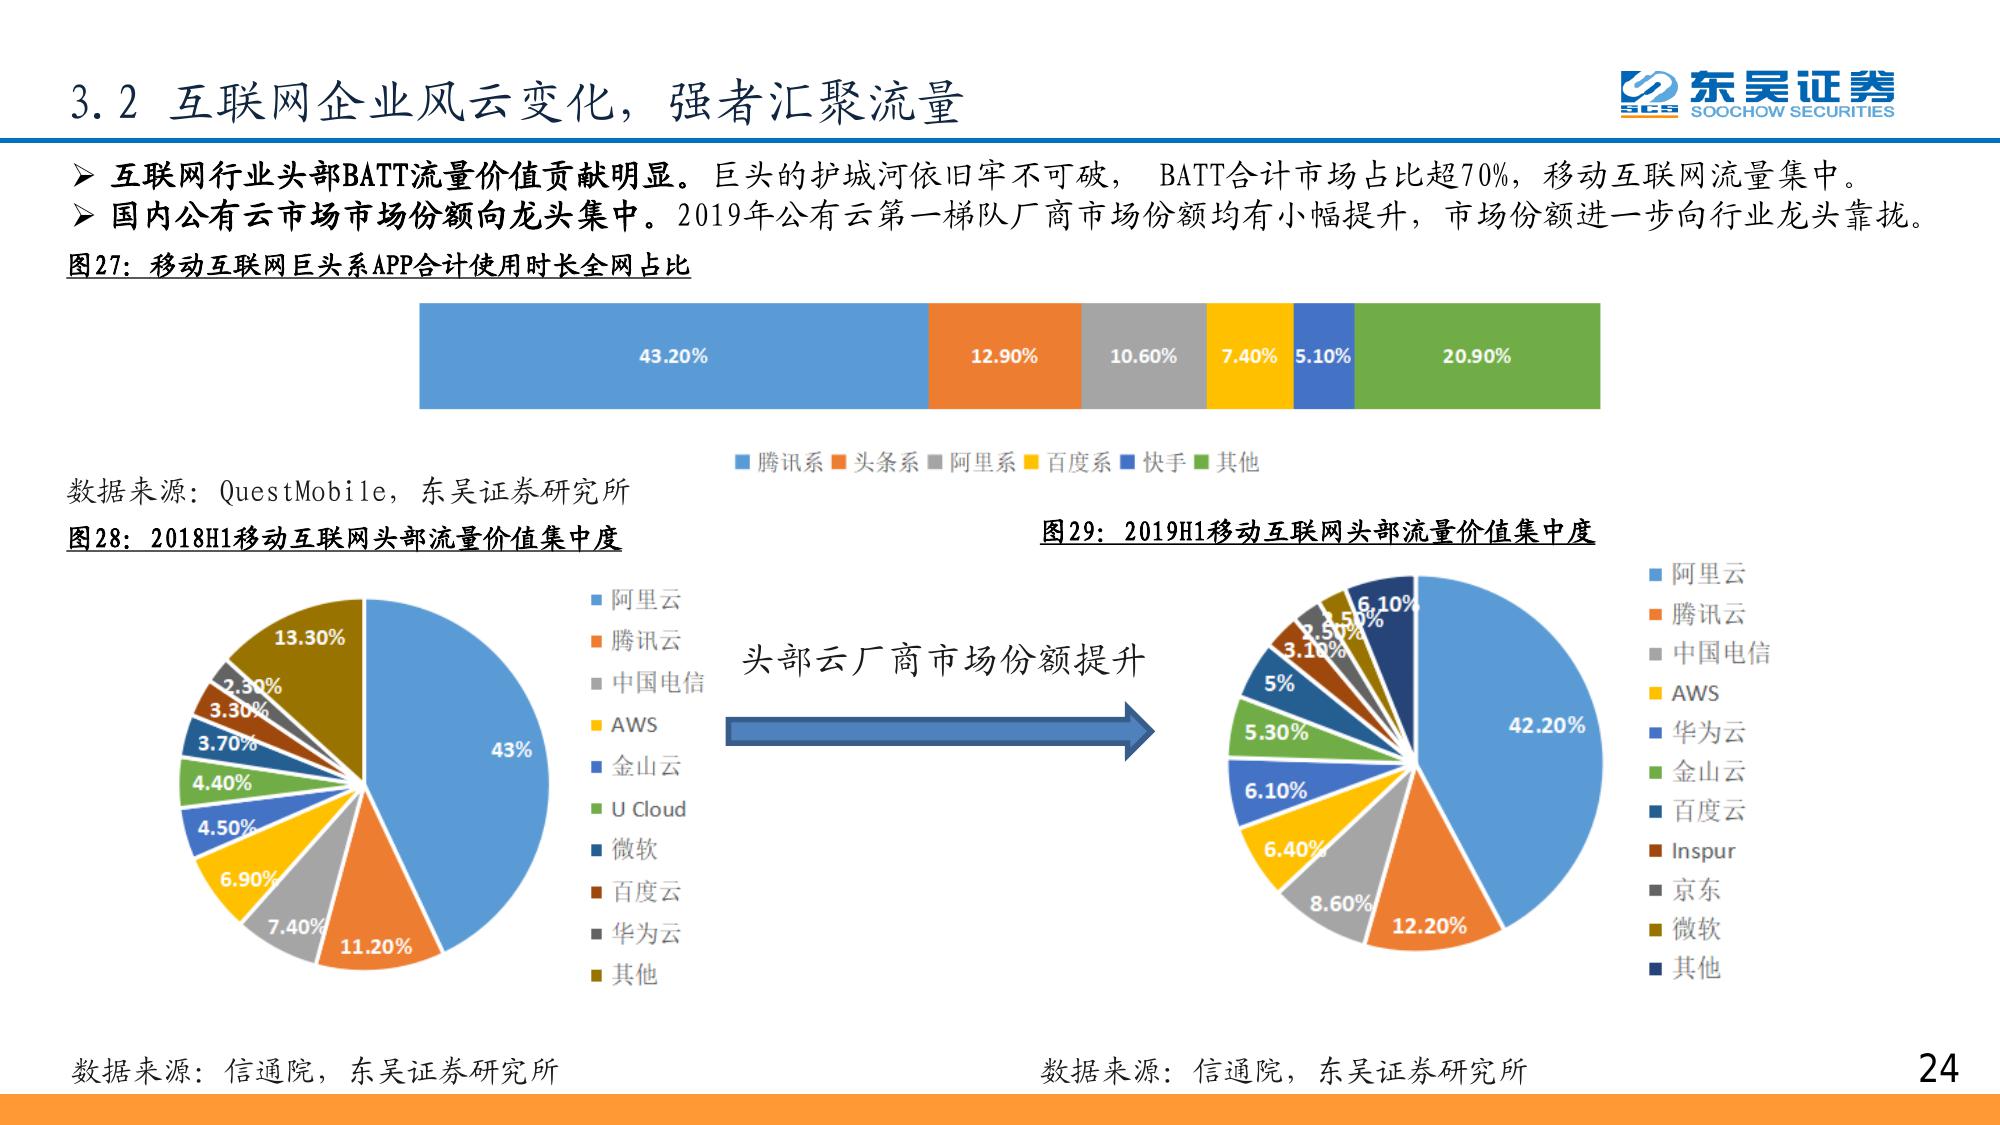 3.2 互联网企业风云变化，强者汇聚流量
东吴证券
SCS
SOOCHOW SECURITIES
➢ 互联网行业头部BATT流量价值贡献明显。巨头的护城河依旧牢不可破， BATT合计市场占比超70%，移动互联网流量集中。
➢ 国内公有云市场市场份额向龙头集中。2019年公有云第一梯队厂商市场份额均有小幅提升，市场份额进一步向行业龙头靠拢。
图27：移动互联网巨头系APP合计使用时长全网占比
43.20% 12.90% 10.60% 7.40% 5.10% 20.90%
腾讯系 头条系 阿里系 百度系 快手 其他
数据来源：QuestMobile，东吴证券研究所
图28：2018H1移动互联网头部流量价值集中度
43%
11.20%
7.40%
6.90%
4.50%
4.40%
3.70%
3.30%
2.30%
13.30%
阿里云
腾讯云
中国电信
AWS
金山云
U Cloud
微软
百度云
华为云
其他
头部云厂商市场份额提升
图29：2019H1移动互联网头部流量价值集中度
42.20%
12.20%
8.60%
6.40%
6.10%
5.30%
5%
3.10%
2.50%
2.50%
6.10%
阿里云
腾讯云
中国电信
AWS
华为云
金山云
百度云
Inspur
京东
微软
其他
数据来源：信通院，东吴证券研究所
数据来源：信通院，东吴证券研究所
24